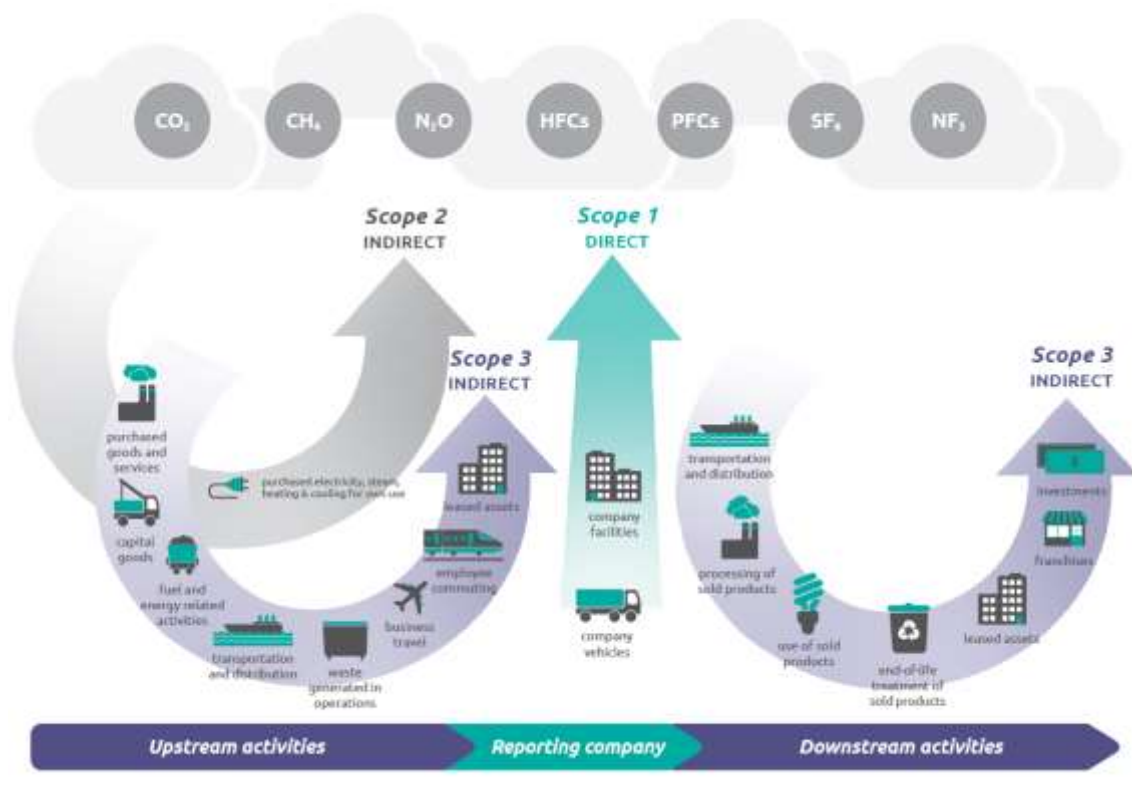 CO₂ CH₄ N₂O HFCs PFCs SF₆ NF₃
Scope 2
INDIRECT
Scope 1
DIRECT
Scope 3
INDIRECT
Scope 3
INDIRECT
purchased
goods and
services
capital
goods
fuel and
energy related
activities
transportation
and distribution
waste
generated in
operations
business
travel
employee
commuting
leased assets
purchased electricity, steam,
heating & cooling for own use
company
facilities
company
vehicles
transportation
and distribution
processing of
sold products
use of sold
products
end-of-life
treatment of
sold products
leased assets
franchises
investments
Upstream activities
Reporting company
Downstream activities